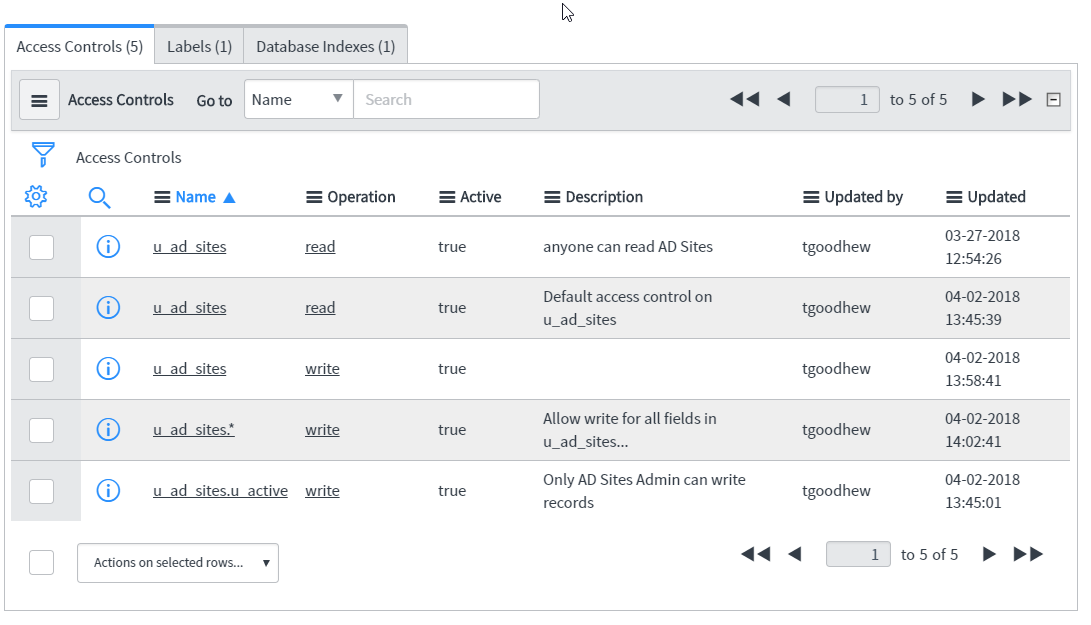 Access Controls (5) Labels (1) Database Indexes (1)
Access Controls Go to Name Search 1 to 5 of 5
Access Controls
Name Operation Active Description Updated by Updated
u_ad_sites read true anyone can read AD Sites tgoodhew 03-27-2018
12:54:26
u_ad_sites read true Default access control on tgoodhew 04-02-2018
u_ad_sites 13:45:39
u_ad_sites write true tgoodhew 04-02-2018
13:58:41
u_ad_sites.* write true Allow write for all fields in tgoodhew 04-02-2018
u_ad_sites... 14:02:41
u_ad_sites.u_active write true Only AD Sites Admin can write tgoodhew 04-02-2018
records 13:45:01
Actions on selected rows... 1 to 5 of 5